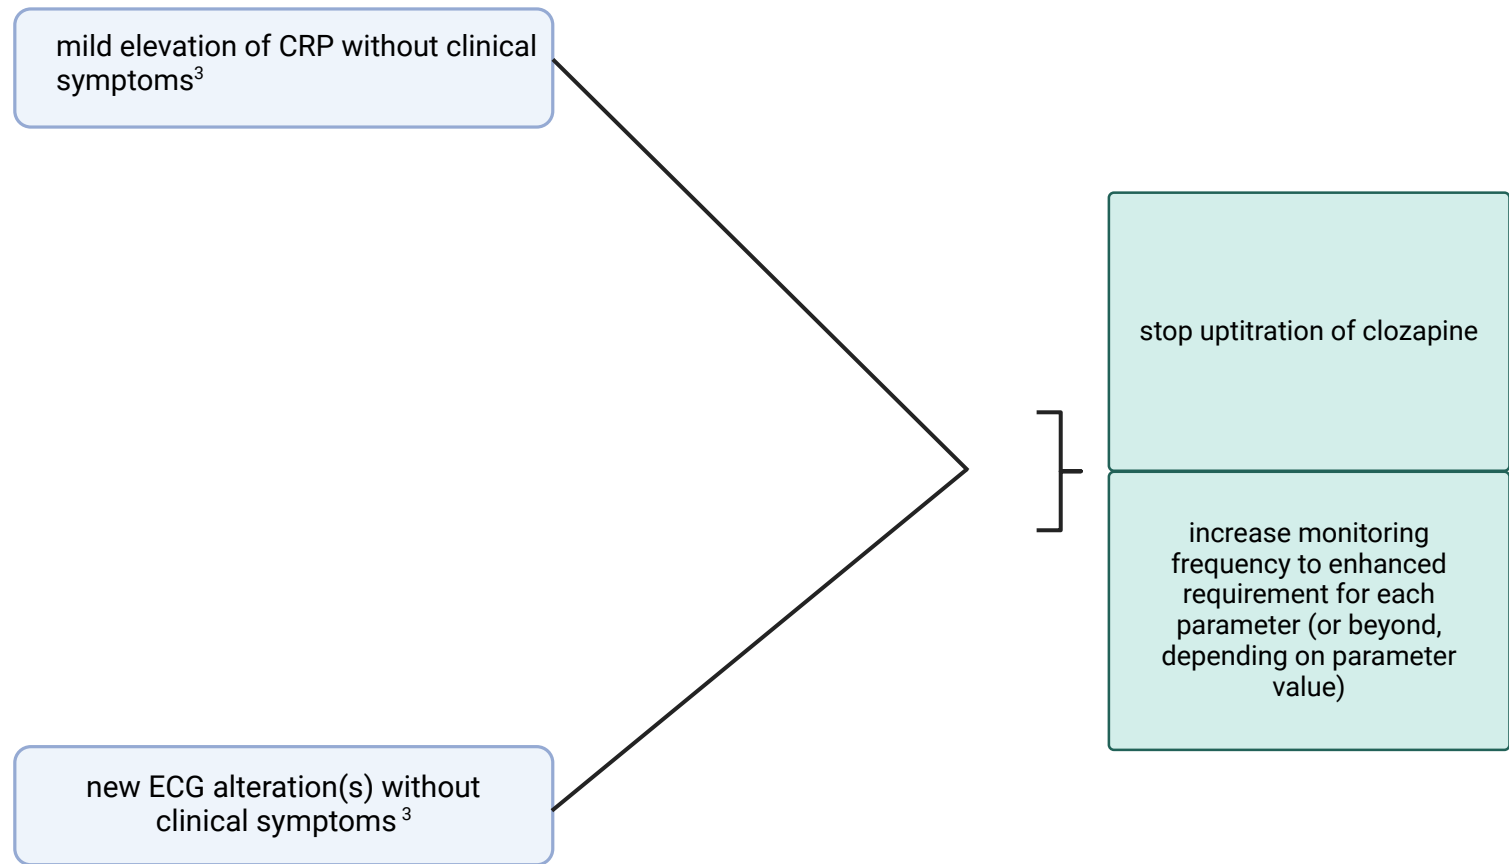 mild elevation of CRP without clinical
symptoms³
stop uptitration of clozapine
increase monitoring
frequency to enhanced
requirement for each
parameter (or beyond,
depending on parameter
value)
new ECG alteration(s) without
clinical symptoms ³